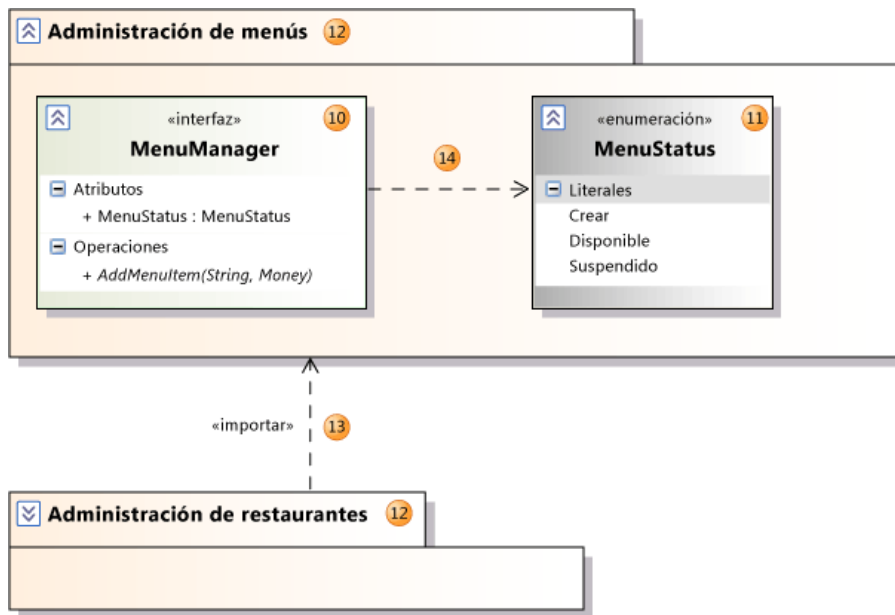 Administración de menús 12
«interfaz» 10
MenuManager
Atributos
+ MenuStatus : MenuStatus
Operaciones
+ AddMenuItem(String, Money)
14
«enumeración» 11
MenuStatus
Literales
Crear
Disponible
Suspendido
«importar» 13
Administración de restaurantes 12